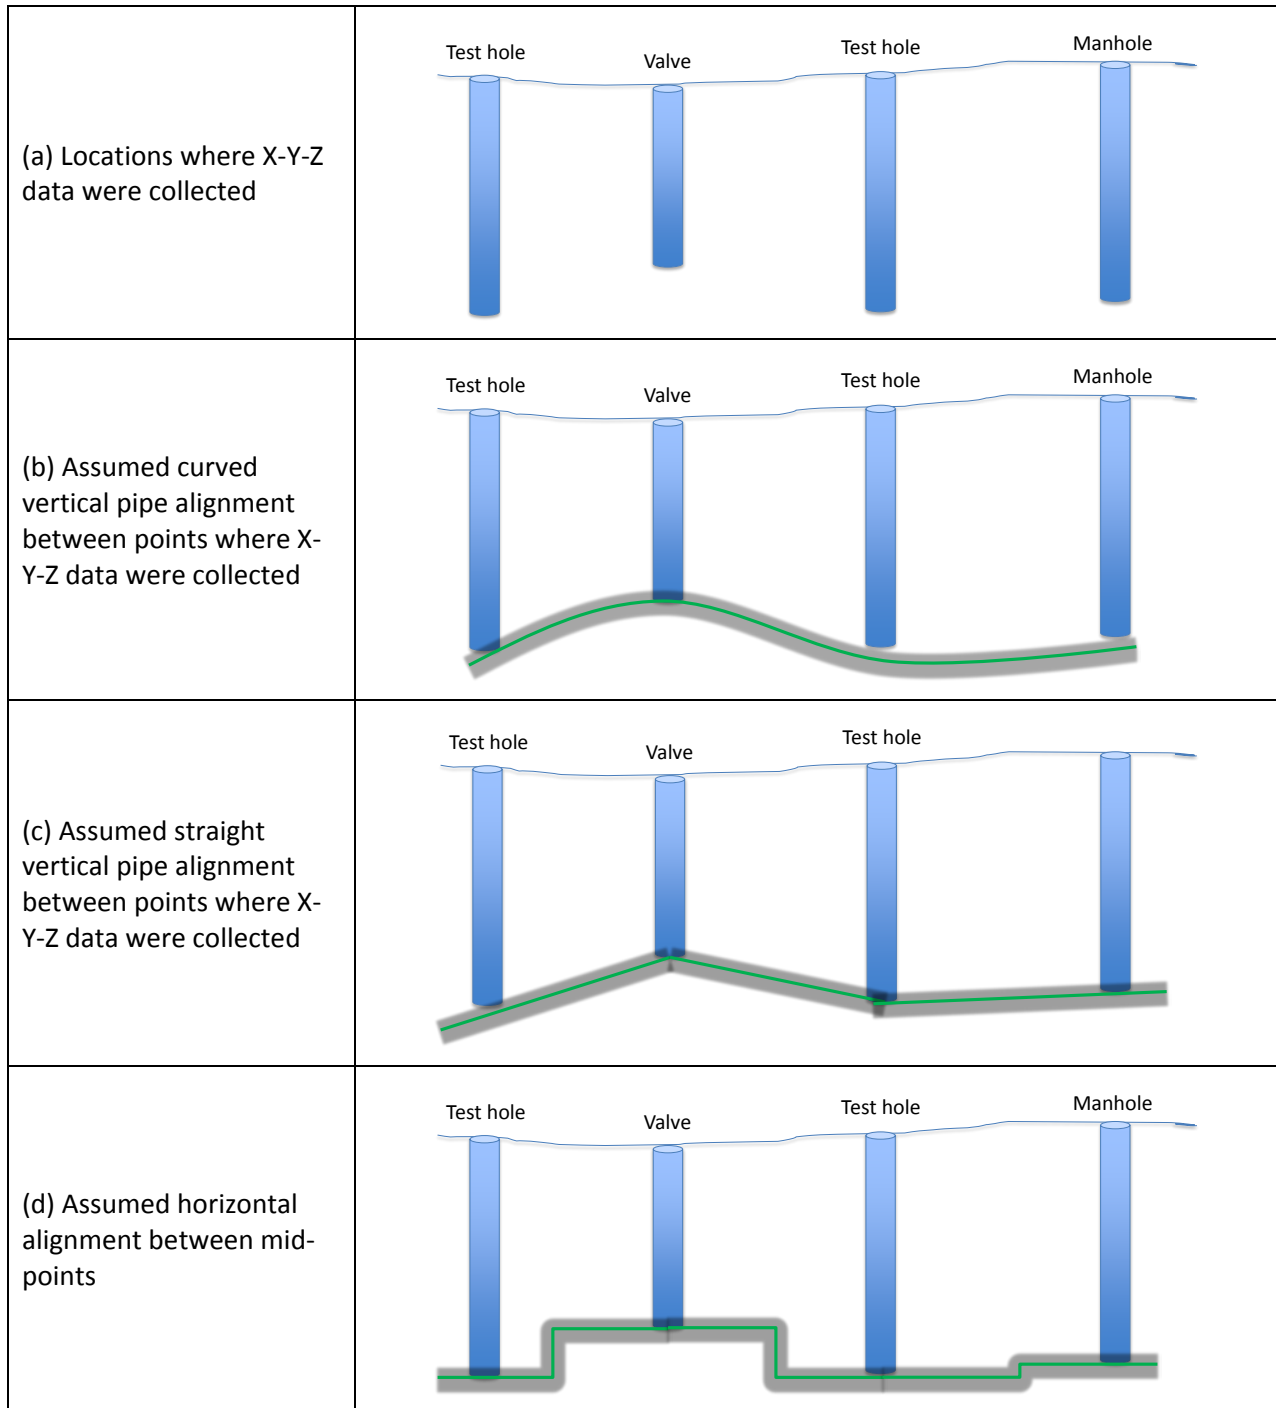 Test hole
Valve
Test hole
Manhole
(a) Locations where X-Y-Z
data were collected
Test hole
Valve
Test hole
Manhole
(b) Assumed curved
vertical pipe alignment
between points where X-
Y-Z data were collected
Test hole
Valve
Test hole
(c) Assumed straight
vertical pipe alignment
between points where X-
Y-Z data were collected
Test hole
Valve
Test hole
Manhole
(d) Assumed horizontal
alignment between mid-
points